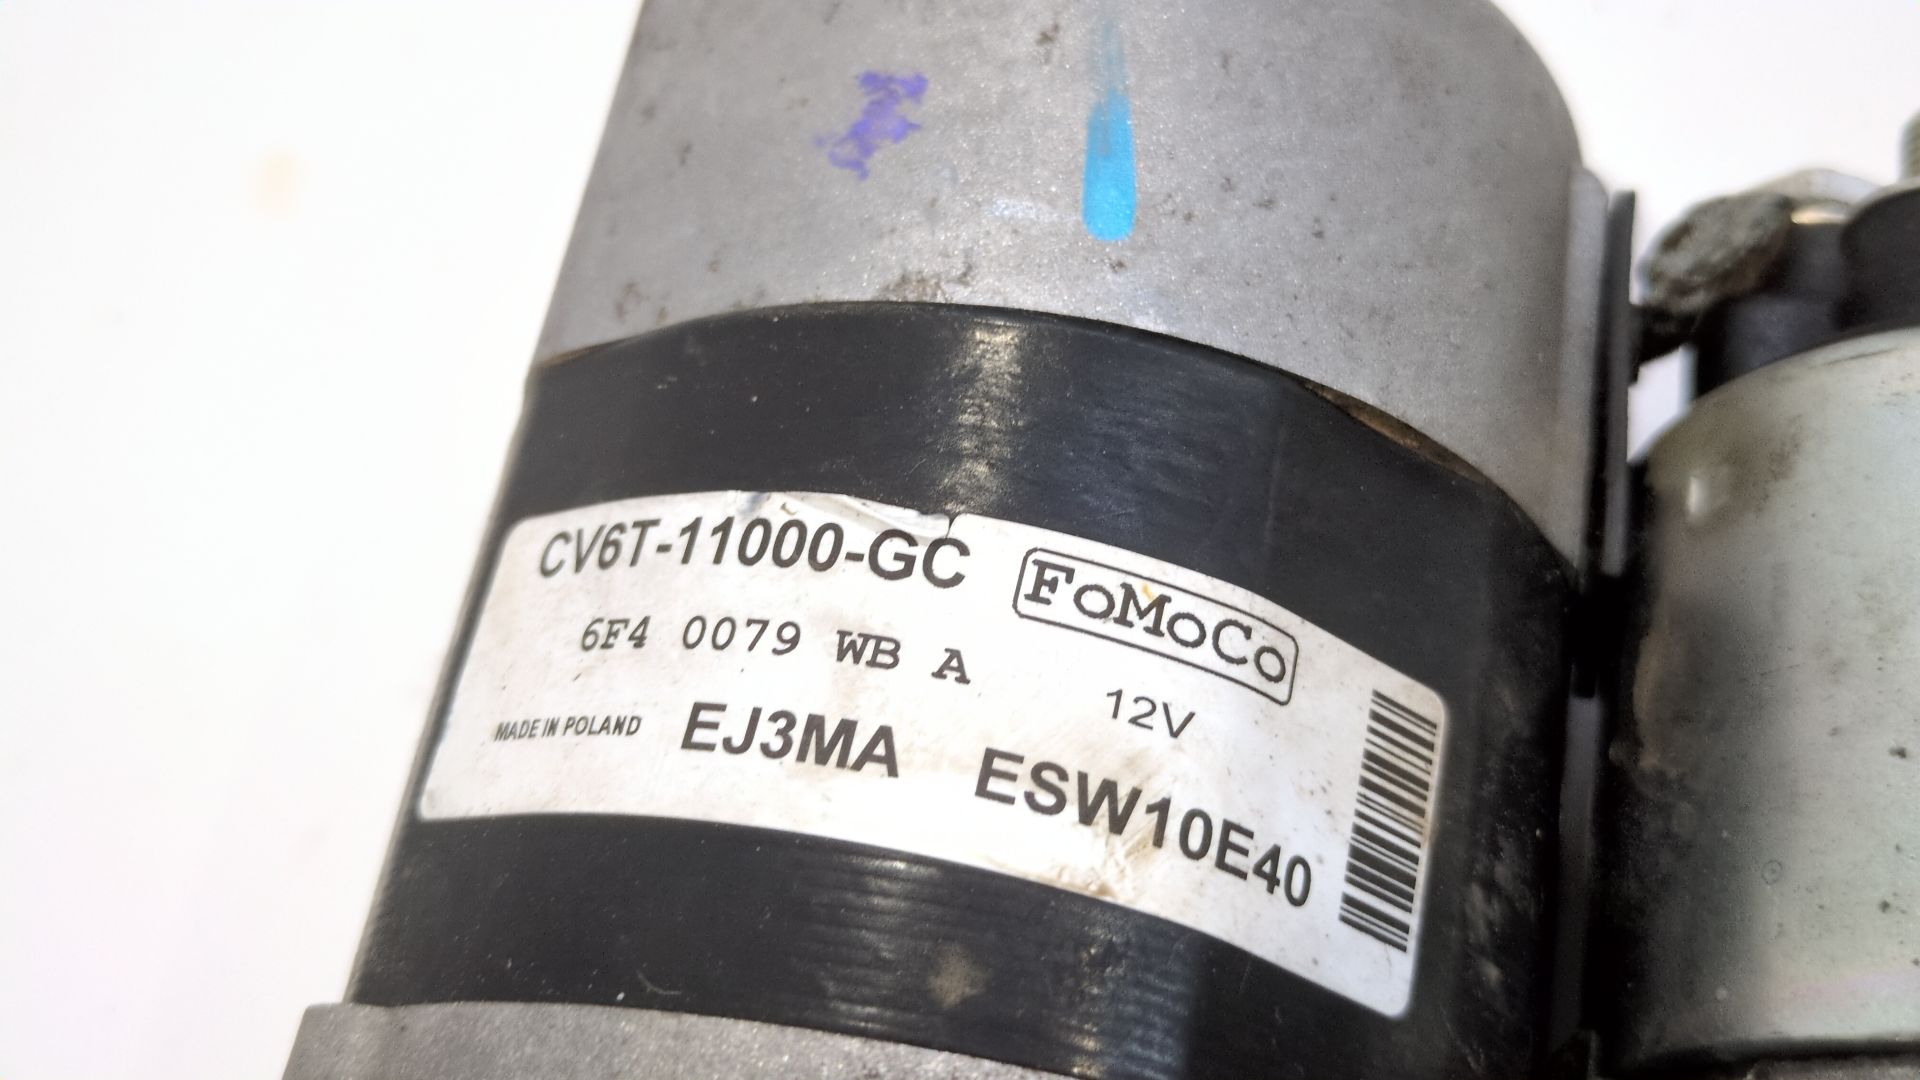 CV6T-11000-GC FoMoCo
6F4 0079 WB A 12V
MADE IN POLAND EJ3MA ESW10E40